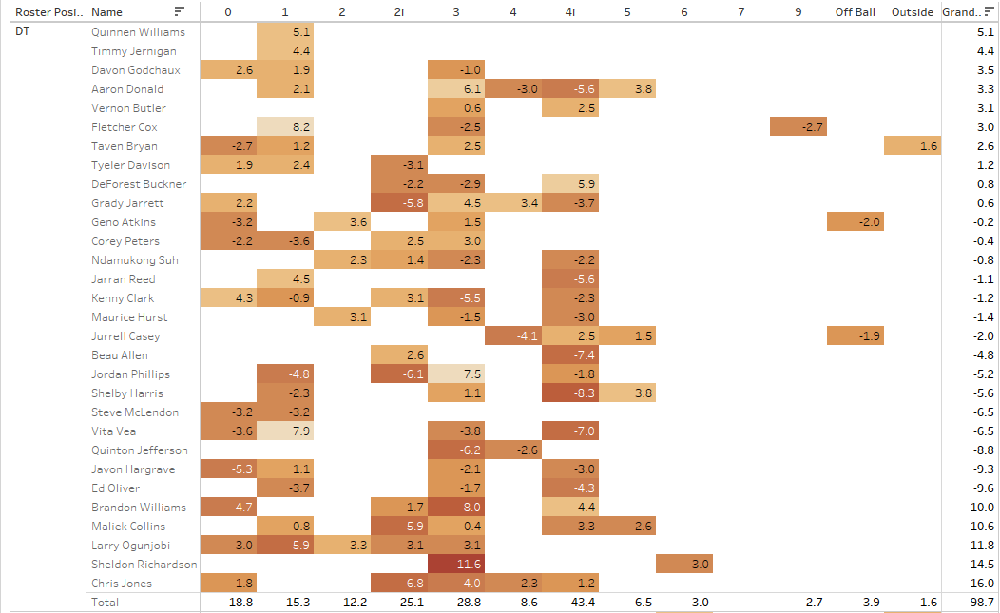 Roster Posi.. Name 0 1 2 2i 3 4 4i 5 6 7 9 Off Ball Outside Grand..
DT Quinnen Williams 5.1 5.1
Timmy Jernigan 4.4 4.4
Davon Godchaux 2.6 1.9 -1.0 3.5
Aaron Donald 2.1 6.1 -3.0 -5.6 3.8 3.3
Vernon Butler 0.6 2.5 3.1
Fletcher Cox 8.2 -2.5 -2.7 3.0
Taven Bryan -2.7 1.2 2.5 1.6 2.6
Tyeler Davison 1.9 2.4 -3.1 1.2
DeForest Buckner -2.2 -2.9 5.9 0.8
Grady Jarrett 2.2 -5.8 4.5 3.4 -3.7 0.6
Geno Atkins -3.2 3.6 1.5 -2.0 -0.2
Corey Peters -2.2 -3.6 2.5 3.0 -0.4
Ndamukong Suh 2.3 1.4 -2.3 -2.2 -0.8
Jarran Reed 4.5 -5.6 -1.1
Kenny Clark 4.3 -0.9 3.1 -5.5 -2.3 -1.2
Maurice Hurst 3.1 -1.5 -3.0 -1.4
Jurrell Casey -4.1 2.5 1.5 -1.9 -2.0
Beau Allen 2.6 -7.4 -4.8
Jordan Phillips -4.8 -6.1 7.5 -1.8 -5.2
Shelby Harris -2.3 1.1 -8.3 3.8 -5.6
Steve McLendon -3.2 -3.2 -6.5
Vita Vea -3.6 7.9 -3.8 -7.0 -6.5
Quinton Jefferson -6.2 -2.6 -8.8
Javon Hargrave -5.3 1.1 -2.1 -3.0 -9.3
Ed Oliver -3.7 -1.7 -4.3 -9.6
Brandon Williams -4.7 -1.7 -8.0 4.4 -10.0
Maliek Collins 0.8 -5.9 0.4 -3.3 -2.6 -10.6
Larry Ogunjobi -3.0 -5.9 3.3 -3.1 -3.1 -11.8
Sheldon Richardson -11.6 -3.0 -14.5
Chris Jones -1.8 -6.8 -4.0 -2.3 -1.2 -16.0
Total -18.8 15.3 12.2 -25.1 -28.8 -8.6 -43.4 6.5 -3.0 -2.7 -3.9 1.6 -98.7